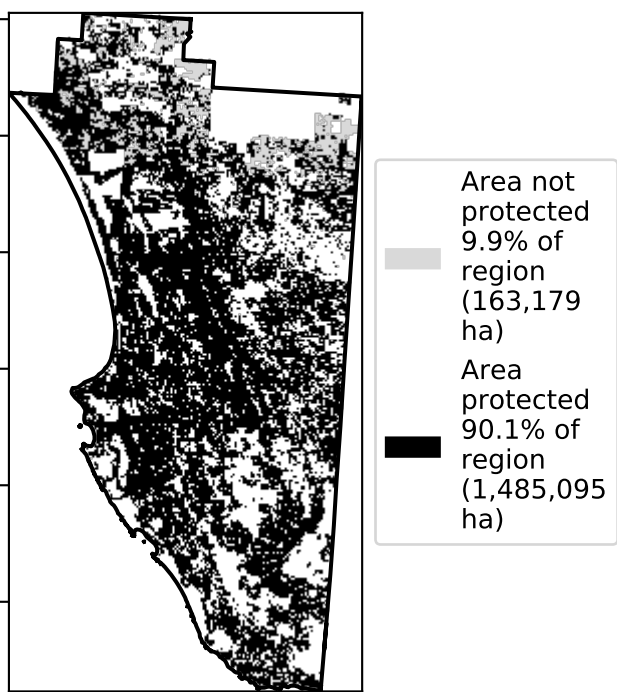 Area not
protected
9.9% of
region
(163,179
ha)
Area
protected
90.1% of
region
(1,485,095
ha)